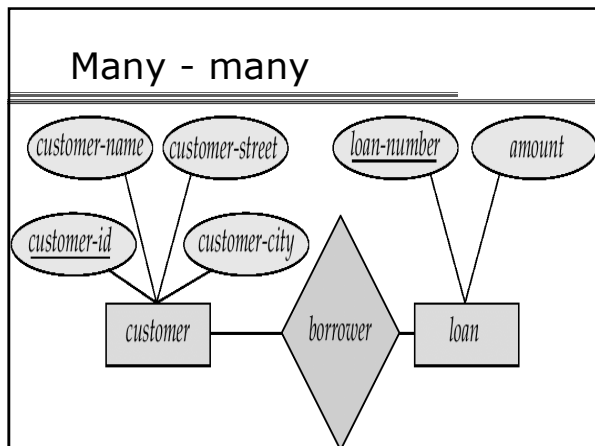 Many - many
customer-name customer-street loan-number amount
customer-id customer-city
customer borrower loan